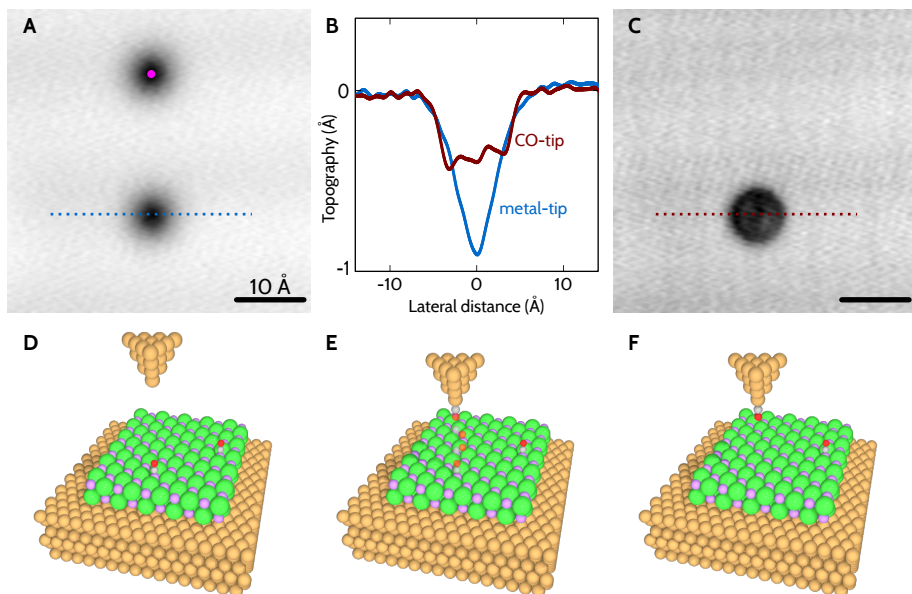 A
10 Å
B
Topography (Å)
0
-1
CO-tip
metal-tip
-10
0
10
Lateral distance (Å)
C
D
E
F